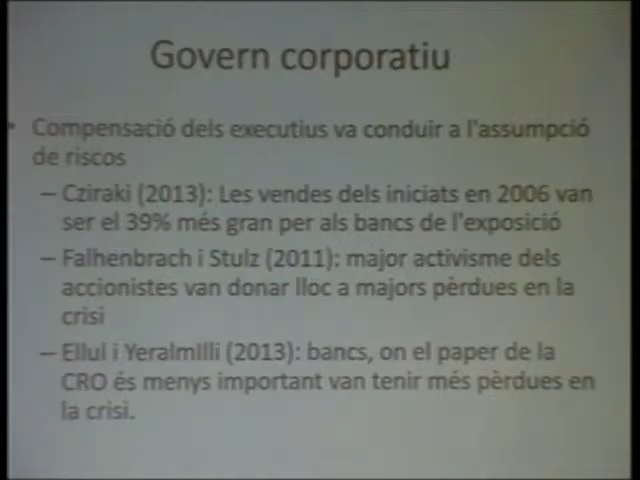 Govern corporatiu
• Compensació dels executius va conduir a l'assumpció
de riscos
– Cziraki (2013): Les vendes dels iniciats en 2006 van
ser el 39% més gran per als bancs de l'exposició
– Falhenbrach i Stulz (2011): major activisme dels
accionistes van donar lloc a majors pèrdues en la
crisi
– Ellul i Yeralmilli (2013): bancs, on el paper de la
CRO és menys important van tenir més pèrdues en
la crisi.